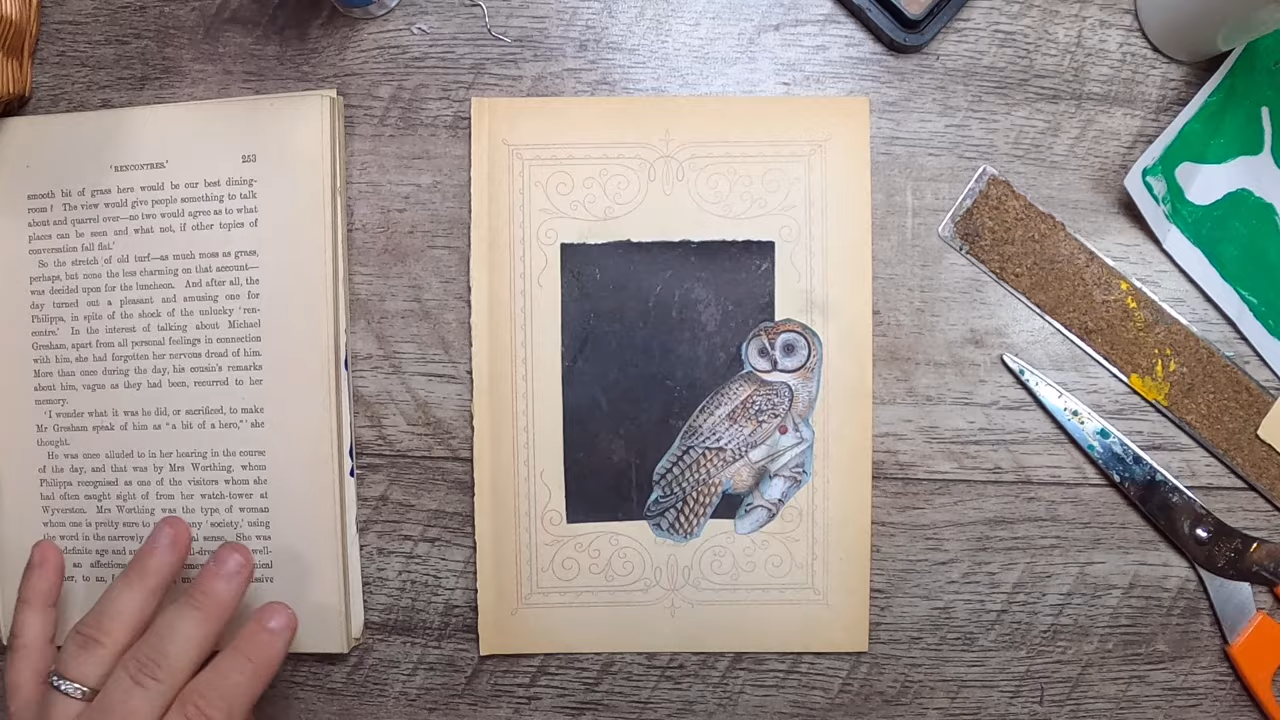 'RENCONTRES.' 253
smooth bit of grass here would be our best dining-
room? The view would give people something to talk
about and quarrel over—no two would agree as to what
places can be seen and what not, if other topics of
conversation fall flat.'
So the stretch of old turf—as much moss as grass,
perhaps, but none the less charming on that account—
was decided upon for the luncheon. And after all, the
day turned out a pleasant and amusing one for
Philippa, in spite of the shock of the unlucky 'ren-
contre.' In the interest of talking about Michael
Gresham, apart from all personal feelings in connection
with him, she had forgotten her nervous dread of him.
More than once during the day, his cousin's remarks
about him, vague as they had been, recurred to her
memory.
'I wonder what it was he did, or sacrificed, to make
Mr Gresham speak of him as "a bit of a hero,"' she
thought.
He was once alluded to in her hearing in the course
of the day, and that was by Mrs Worthing, whom
Philippa recognised as one of the visitors whom she
had often caught sight of from her watch-tower at
Wyverston. Mrs Worthing was the type of woman
whom one is pretty sure to any 'society,' using
the word in the narrowly sense. She was
definite age and well-
an affection
to, an